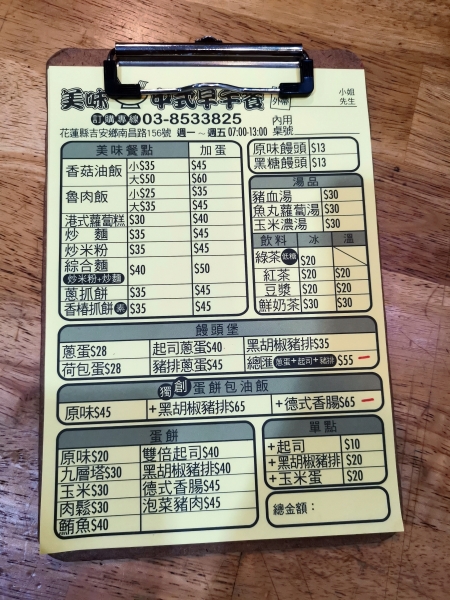 美味 中式早午餐 外帶 小姐 先生
訂購專線 03-8533825 內用 桌號
花蓮縣吉安鄉南昌路156號 週一~週五 07:00-13:00
美味餐點 加蛋
香菇油飯 小$35 $45
大$50 $60
魯肉飯 小$25 $35
大$35 $45
港式蘿蔔糕 $30 $40
炒 麵 $35 $45
炒米粉 $35 $45
綜合麵 炒米粉+炒麵 $40 $50
蔥抓餅 $35 $45
香椿抓餅 素 $35 $45
原味饅頭 $13
黑糖饅頭 $13
湯品
豬血湯 $30
魚丸蘿蔔湯 $30
玉米濃湯 $30
飲料 冰 溫
綠茶 低糖 $20
紅茶 $20 $20
豆漿 $20 $20
鮮奶茶 $30 $30
饅頭堡
蔥蛋$28 起司蔥蛋$40 黑胡椒豬排$35
荷包蛋$28 豬排蔥蛋$45 總匯 蔥蛋+起司+豬排 $55
獨創 蛋餅包油飯
原味$45 +黑胡椒豬排$65 +德式香腸$65
蛋餅
原味$20 雙倍起司$40
九層塔$30 黑胡椒豬排$40
玉米$30 德式香腸$45
肉鬆$30 泡菜豬肉$45
鮪魚$40
單點
+起司 $10
+黑胡椒豬排 $20
+玉米蛋 $20
總金額：